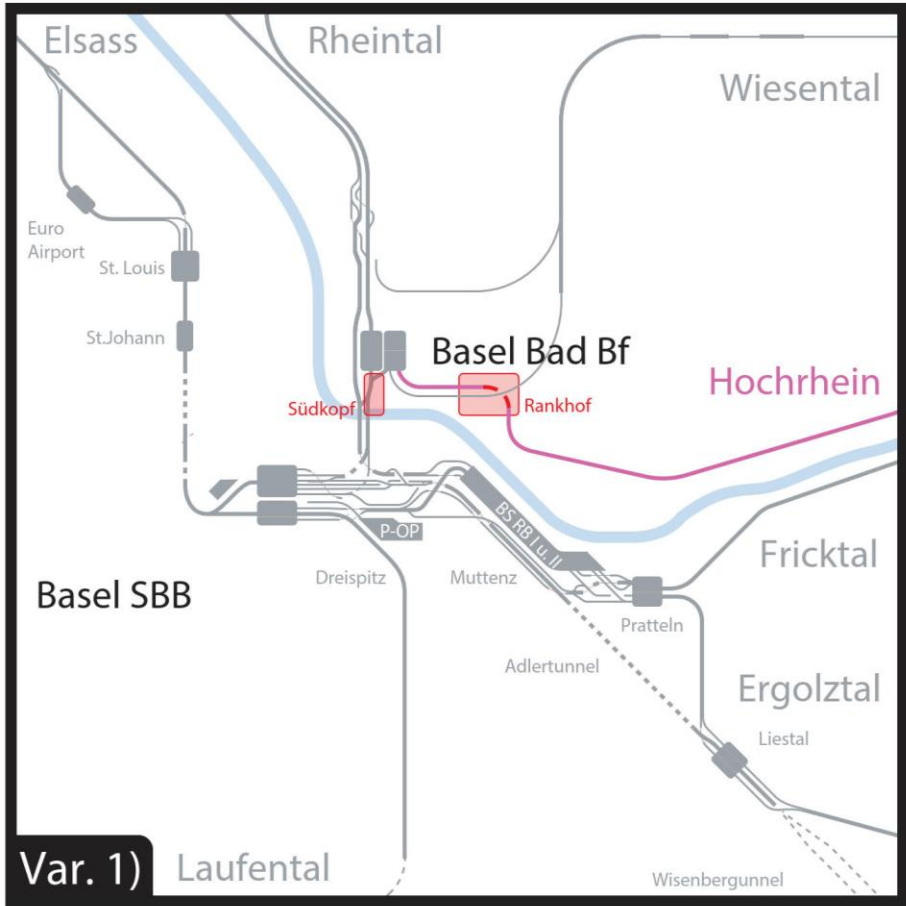 Elsass
Rheintal
Wiesental
Euro
Airport
St. Louis
St.Johann
Basel Bad Bf
Hochrhein
Südkopf
Rankhof
BS RB I u. II
P-OP
Fricktal
Dreispitz
Muttenz
Basel SBB
Pratteln
Adlertunnel
Ergolztal
Liestal
Var. 1)
Laufental
Wisenbergunnel